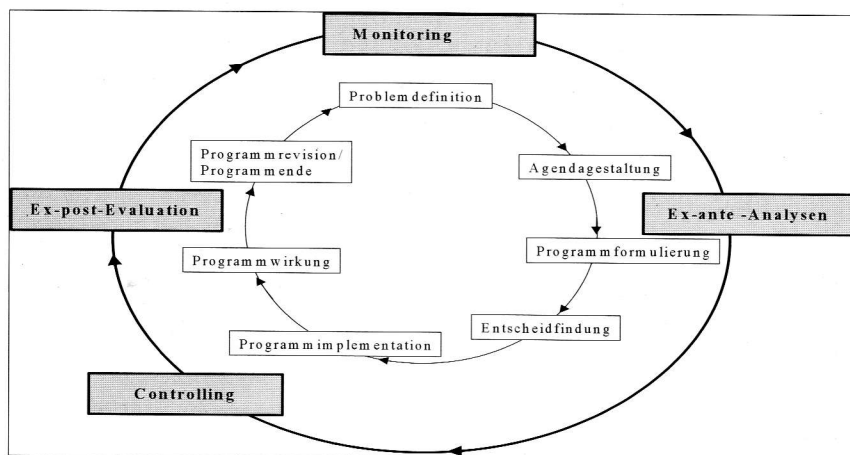 Monitoring
Problemdefinition
Programmrevision/
Programmende
Agendagestaltung
Ex-post-Evaluation
Ex-ante -Analysen
Programmwirkung
Programmformulierung
Entscheidfindung
Programmimplementation
Controlling